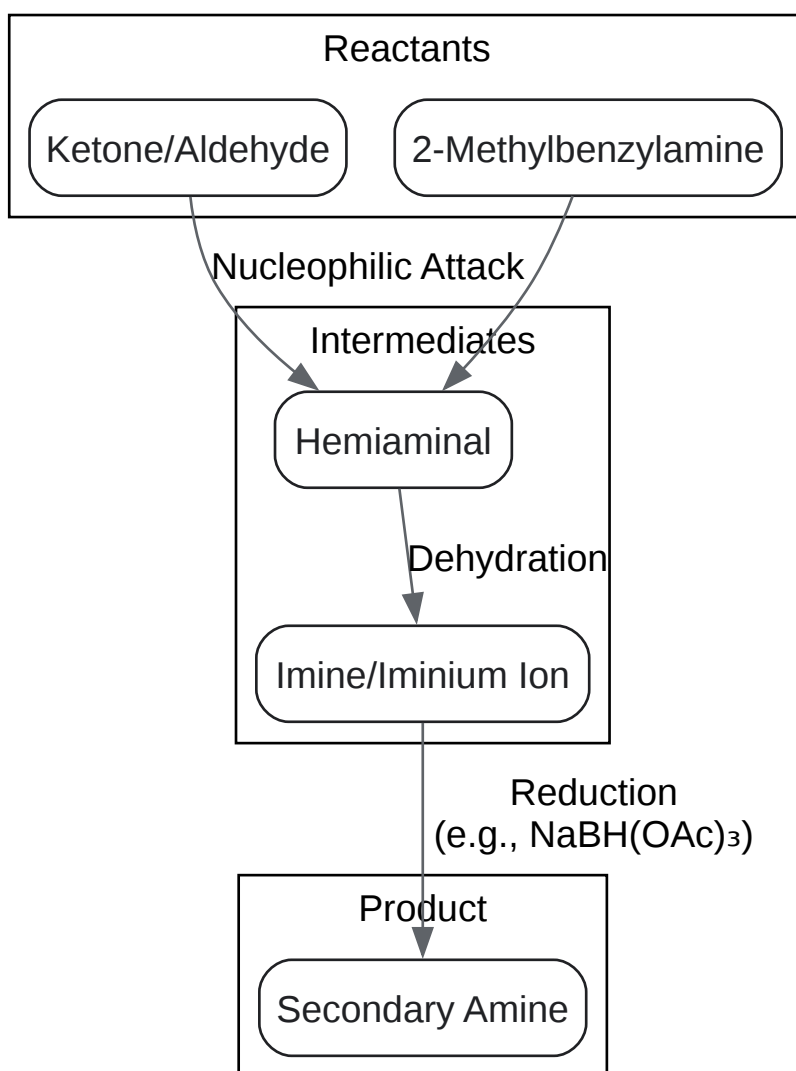 Reactants
Ketone/Aldehyde
2-Methylbenzylamine
Nucleophilic Attack
Intermediates
Hemiaminal
Dehydration
Imine/Iminium Ion
Reduction
(e.g., NaBH(OAc)₃)
Product
Secondary Amine